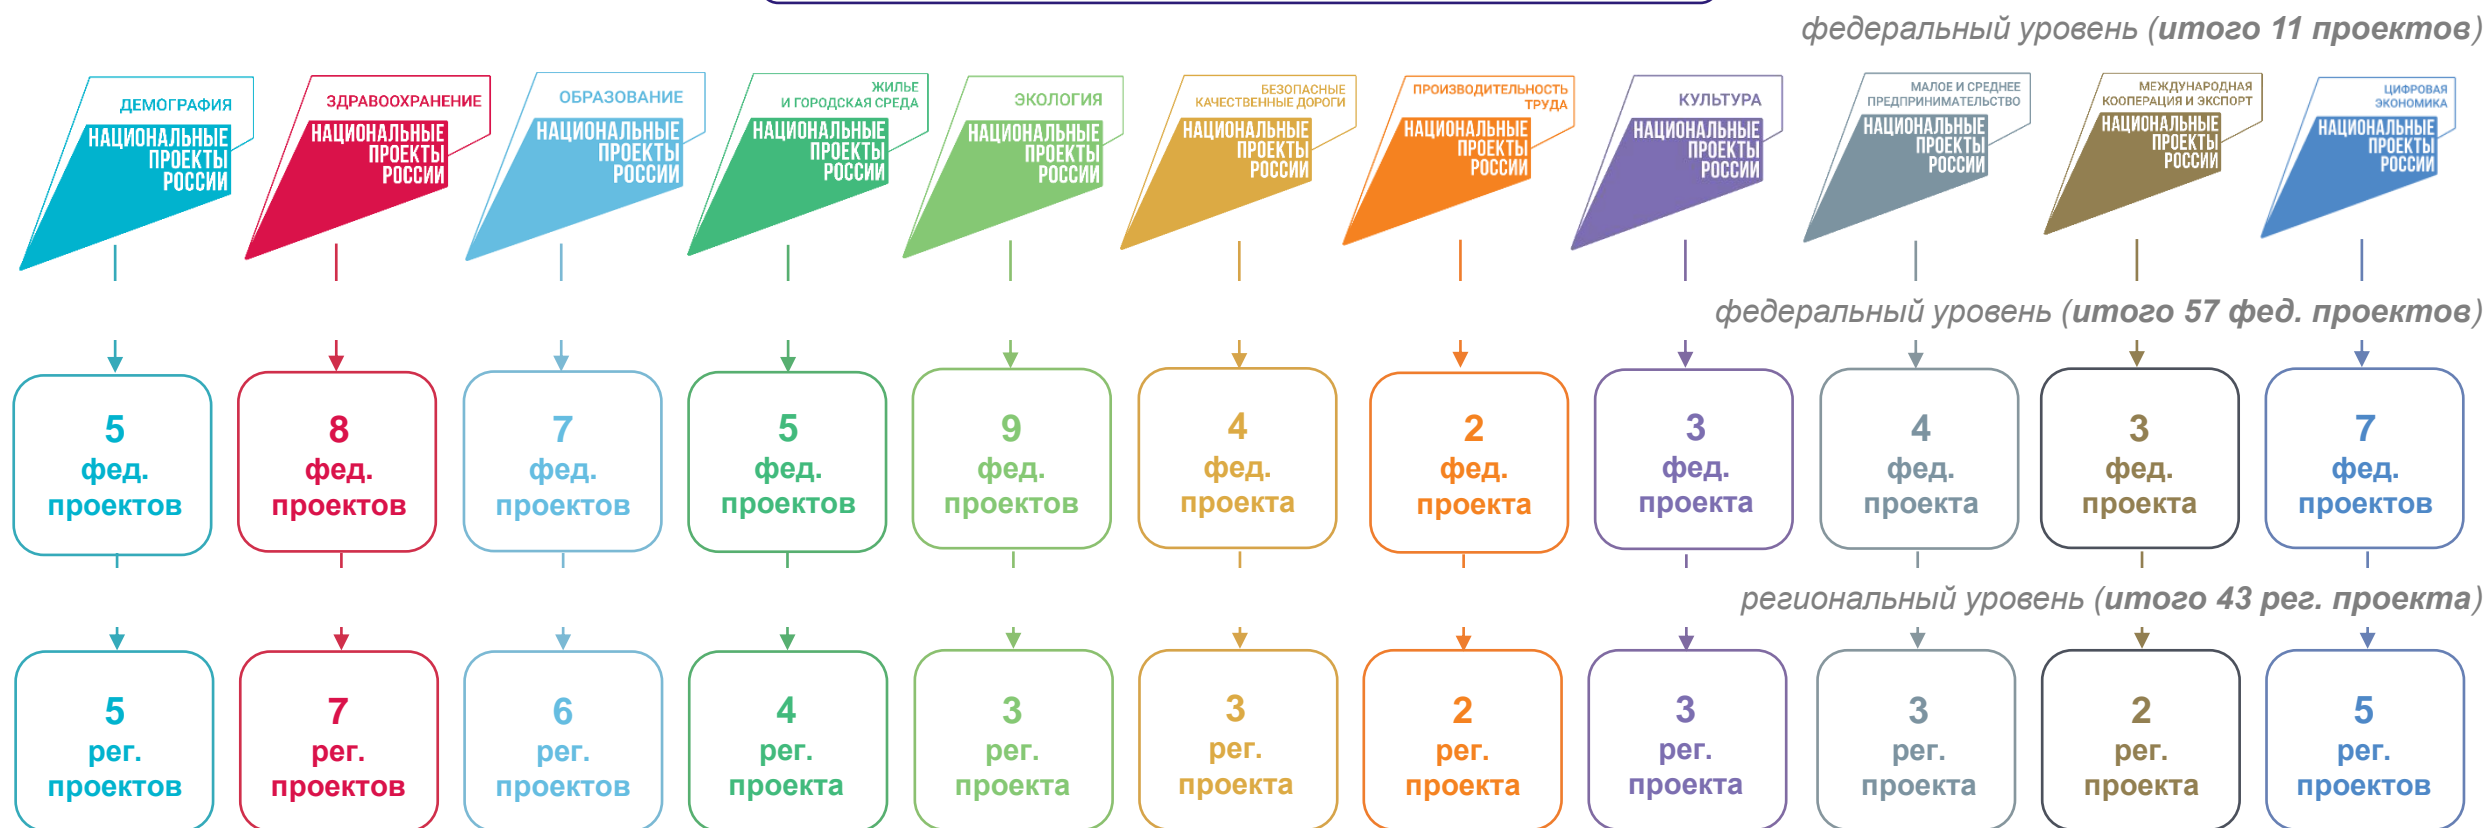 федеральный уровень (итого 11 проектов)
ДЕМОГРАФИЯ
НАЦИОНАЛЬНЫЕ
ПРОЕКТЫ
РОССИИ
ЗДРАВООХРАНЕНИЕ
НАЦИОНАЛЬНЫЕ
ПРОЕКТЫ
РОССИИ
ОБРАЗОВАНИЕ
НАЦИОНАЛЬНЫЕ
ПРОЕКТЫ
РОССИИ
ЖИЛЬЕ
И ГОРОДСКАЯ СРЕДА
НАЦИОНАЛЬНЫЕ
ПРОЕКТЫ
РОССИИ
ЭКОЛОГИЯ
НАЦИОНАЛЬНЫЕ
ПРОЕКТЫ
РОССИИ
БЕЗОПАСНЫЕ
КАЧЕСТВЕННЫЕ ДОРОГИ
НАЦИОНАЛЬНЫЕ
ПРОЕКТЫ
РОССИИ
ПРОИЗВОДИТЕЛЬНОСТЬ
ТРУДА
НАЦИОНАЛЬНЫЕ
ПРОЕКТЫ
РОССИИ
КУЛЬТУРА
НАЦИОНАЛЬНЫЕ
ПРОЕКТЫ
РОССИИ
МАЛОЕ И СРЕДНЕЕ
ПРЕДПРИНИМАТЕЛЬСТВО
НАЦИОНАЛЬНЫЕ
ПРОЕКТЫ
РОССИИ
МЕЖДУНАРОДНАЯ
КООПЕРАЦИЯ И ЭКСПОРТ
НАЦИОНАЛЬНЫЕ
ПРОЕКТЫ
РОССИИ
ЦИФРОВАЯ
ЭКОНОМИКА
НАЦИОНАЛЬНЫЕ
ПРОЕКТЫ
РОССИИ
федеральный уровень (итого 57 фед. проектов)
5
фед.
проектов
8
фед.
проектов
7
фед.
проектов
5
фед.
проектов
9
фед.
проектов
4
фед.
проекта
2
фед.
проекта
3
фед.
проекта
4
фед.
проекта
3
фед.
проекта
7
фед.
проектов
региональный уровень (итого 43 рег. проекта)
5
рег.
проектов
7
рег.
проектов
6
рег.
проектов
4
рег.
проекта
3
рег.
проекта
3
рег.
проекта
2
рег.
проекта
3
рег.
проекта
3
рег.
проекта
2
рег.
проекта
5
рег.
проектов